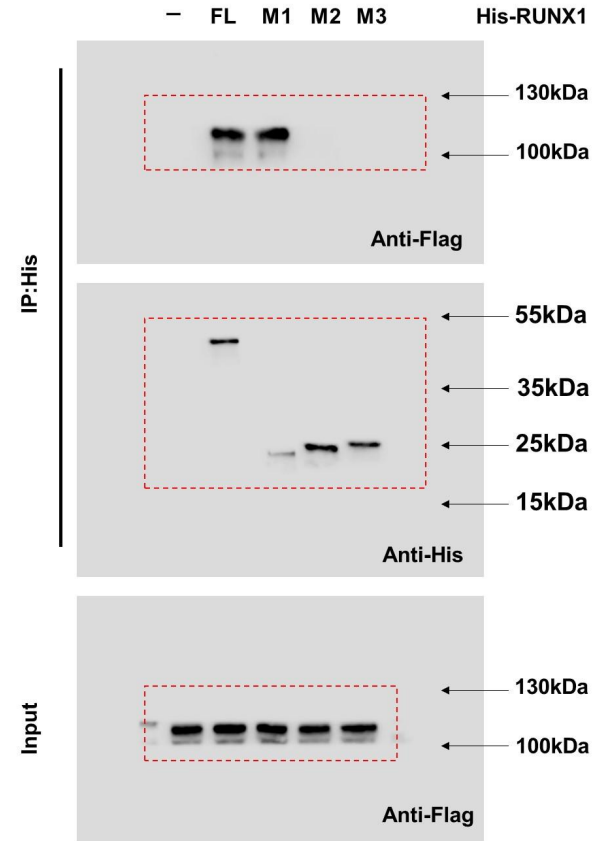 – FL M1 M2 M3 His-RUNX1
130kDa
100kDa
Anti-Flag
IP:His
55kDa
35kDa
25kDa
15kDa
Anti-His
130kDa
Input
100kDa
Anti-Flag